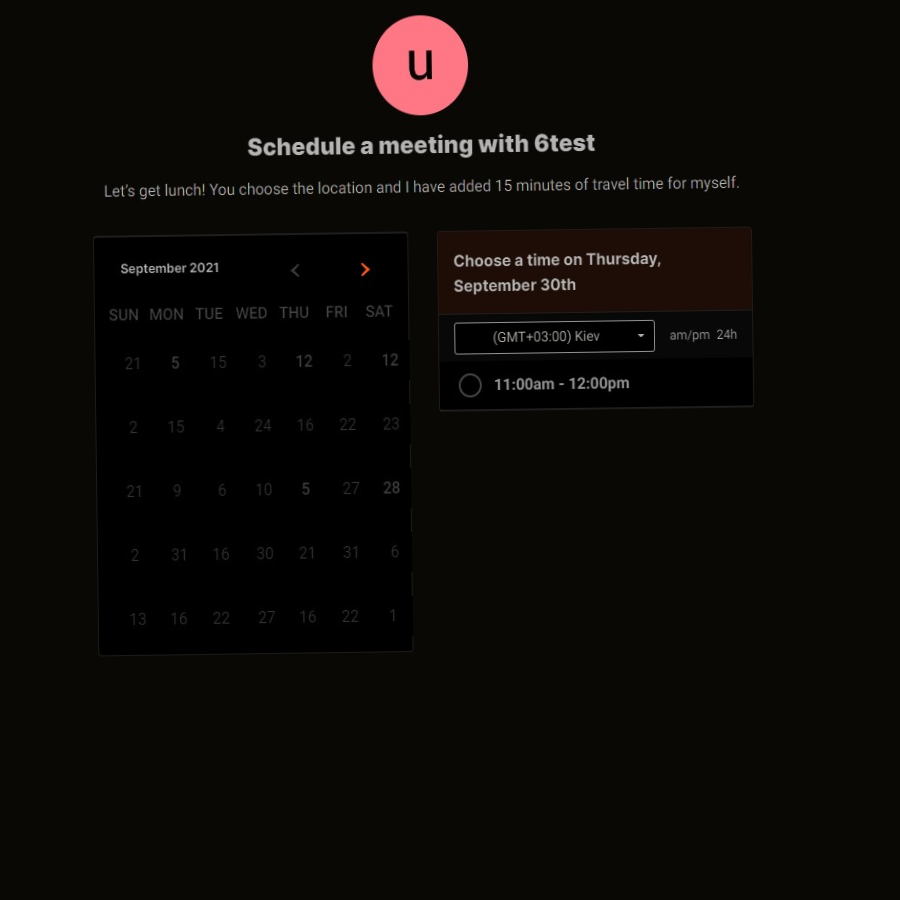 u
Schedule a meeting with 6test
Let's get lunch! You choose the location and I have added 15 minutes of travel time for myself.
September 2021
SUN MON TUE WED THU FRI SAT
21 5 15 3 12 2 12
2 15 4 24 16 22 23
21 9 6 10 5 27 28
2 31 16 30 21 31 6
13 16 22 27 16 22 1
Choose a time on Thursday,
September 30th
(GMT+03:00) Kiev am/pm 24h
11:00am - 12:00pm